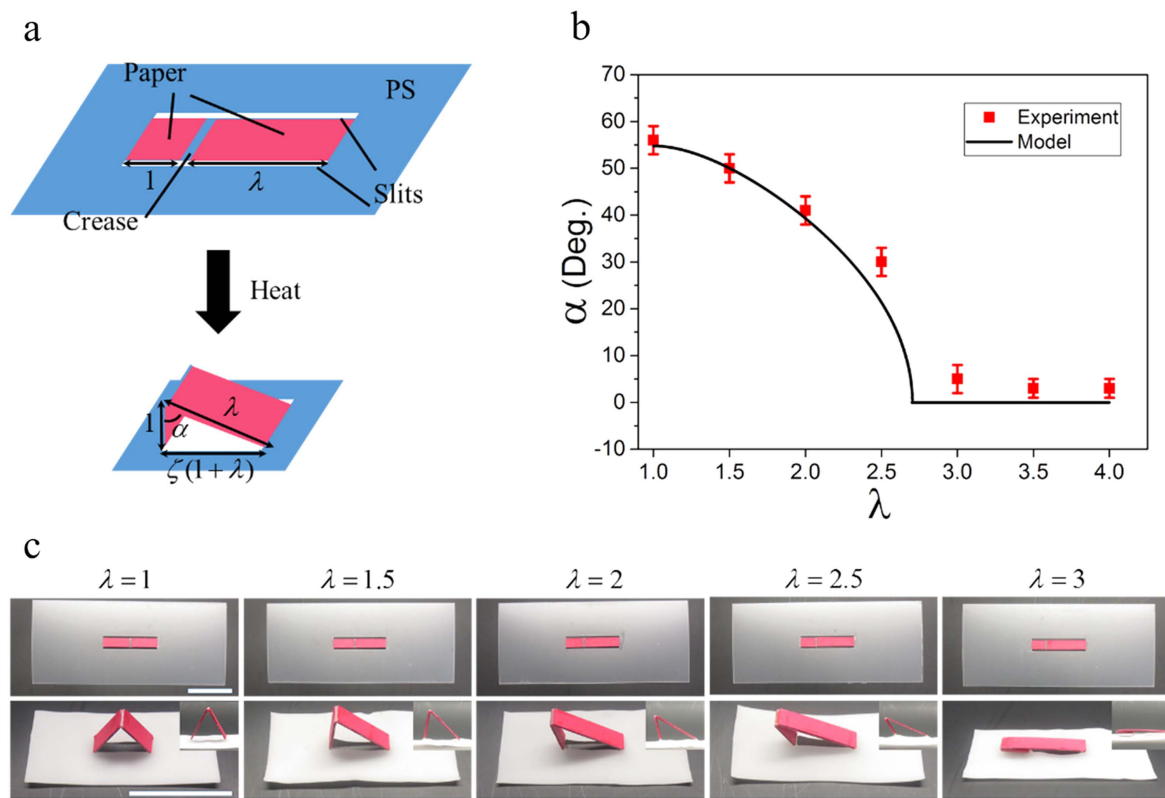 a
Paper
PS
1
λ
Slits
Crease
Heat
1
λ
α
ζ(1 + λ)
b
70
60
50
40
30
20
10
0
-10
α (Deg.)
Experiment
Model
1.0 1.5 2.0 2.5 3.0 3.5 4.0
λ
c
λ = 1 λ = 1.5 λ = 2 λ = 2.5 λ = 3